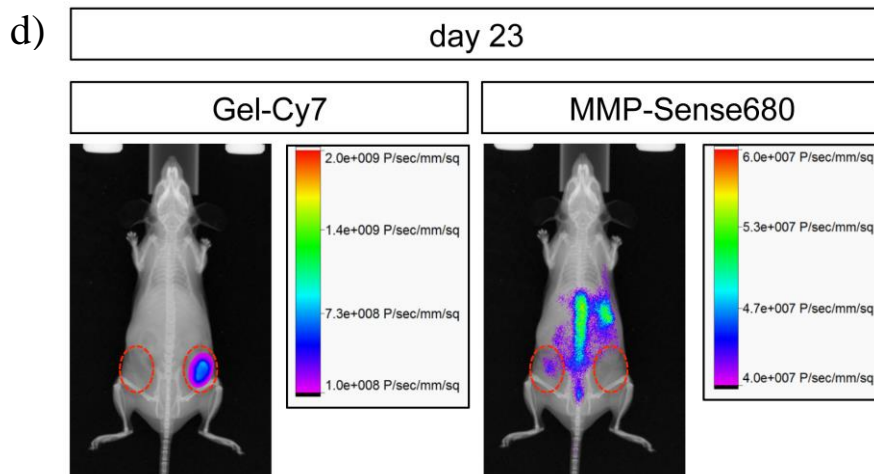 d)
day 23
Gel-Cy7
MMP-Sense680
2.0e+009 P/sec/mm/sq
1.4e+009 P/sec/mm/sq
7.3e+008 P/sec/mm/sq
1.0e+008 P/sec/mm/sq
6.0e+007 P/sec/mm/sq
5.3e+007 P/sec/mm/sq
4.7e+007 P/sec/mm/sq
4.0e+007 P/sec/mm/sq